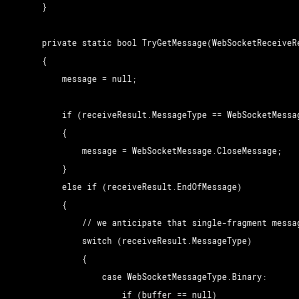 }
private static bool TryGetMessage(WebSocketReceiveRe
{
message = null;
if (receiveResult.MessageType == WebSocketMessag
{
message = WebSocketMessage.CloseMessage;
}
else if (receiveResult.EndOfMessage)
{
// we anticipate that single-fragment messag
switch (receiveResult.MessageType)
{
case WebSocketMessageType.Binary:
if (buffer == null)